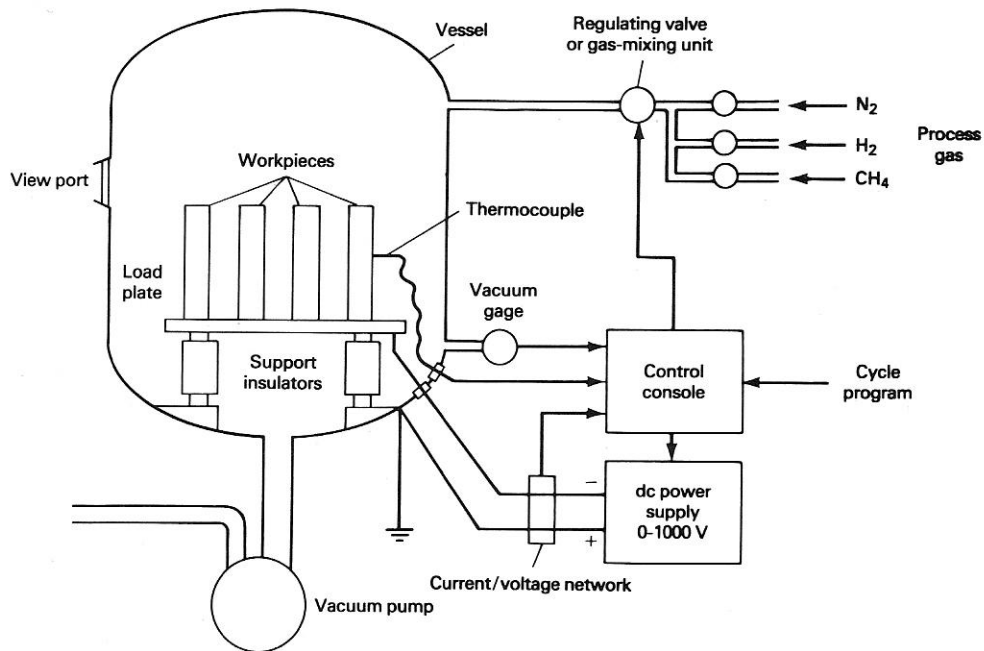 Vessel
Regulating valve
or gas-mixing unit
N2
H2
CH4
Process
gas
View port
Workpieces
Thermocouple
Load
plate
Vacuum
gage
Support
insulators
Control
console
Cycle
program
−
+
dc power
supply
0-1000 V
Current/voltage network
Vacuum pump